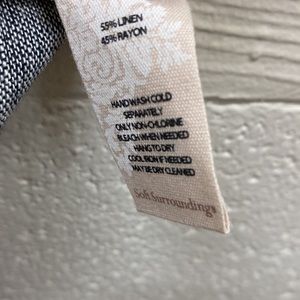 55% LINEN
45% RAYON
HAND WASH COLD
SEPARATELY
ONLY NON-CHLORINE
BLEACH WHEN NEEDED
HANG TO DRY
COOL IRON IF NEEDED
MAY BE DRY CLEANED
Soft Surroundings®